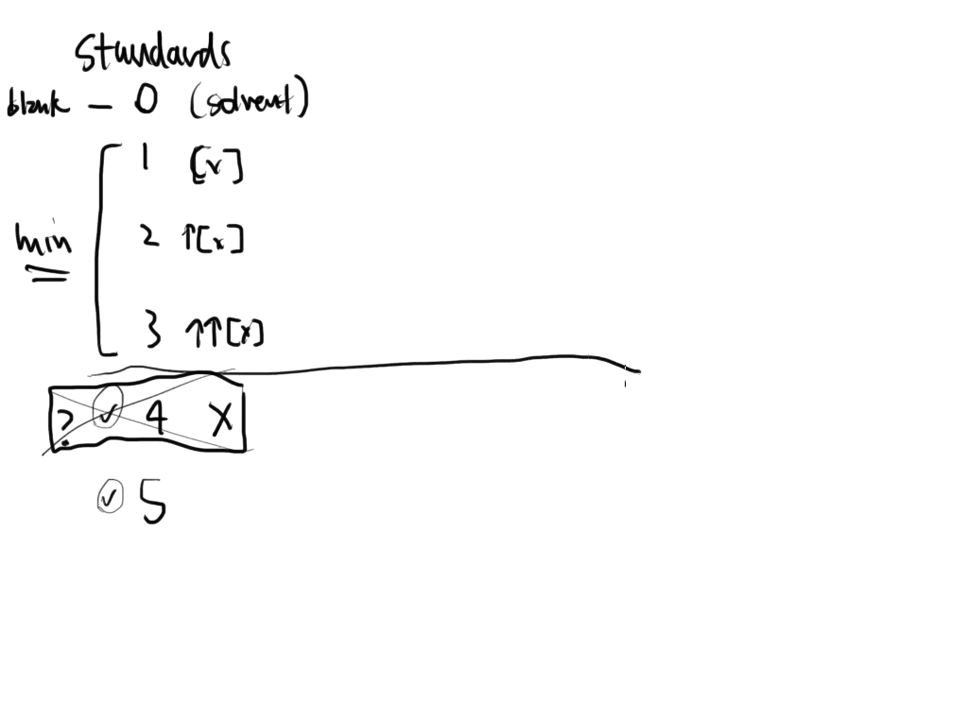 Standards
blank — 0 (solvent)
1 [x]
2 ↑[x]
min
3 ↑↑[x]
? ✓ 4 X
✓ 5